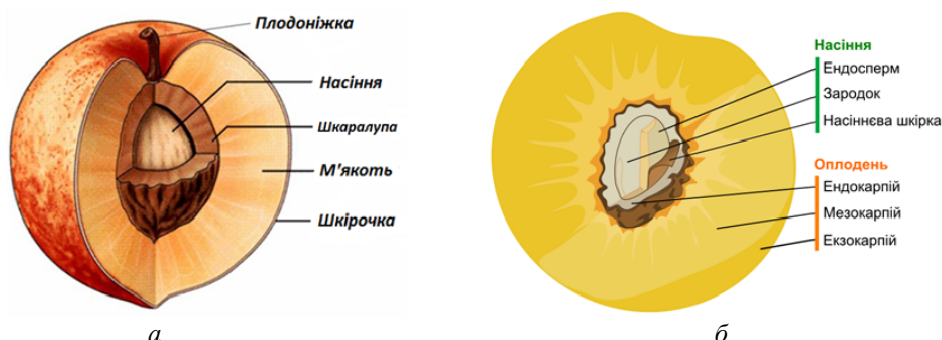 Плодоніжка
Насіння
Шкаралупа
М'якоть
Шкірочка
а
Насіння
Ендосперм
Зародок
Насіннєва шкірка
Оплодень
Ендокарпій
Мезокарпій
Екзокарпій
б